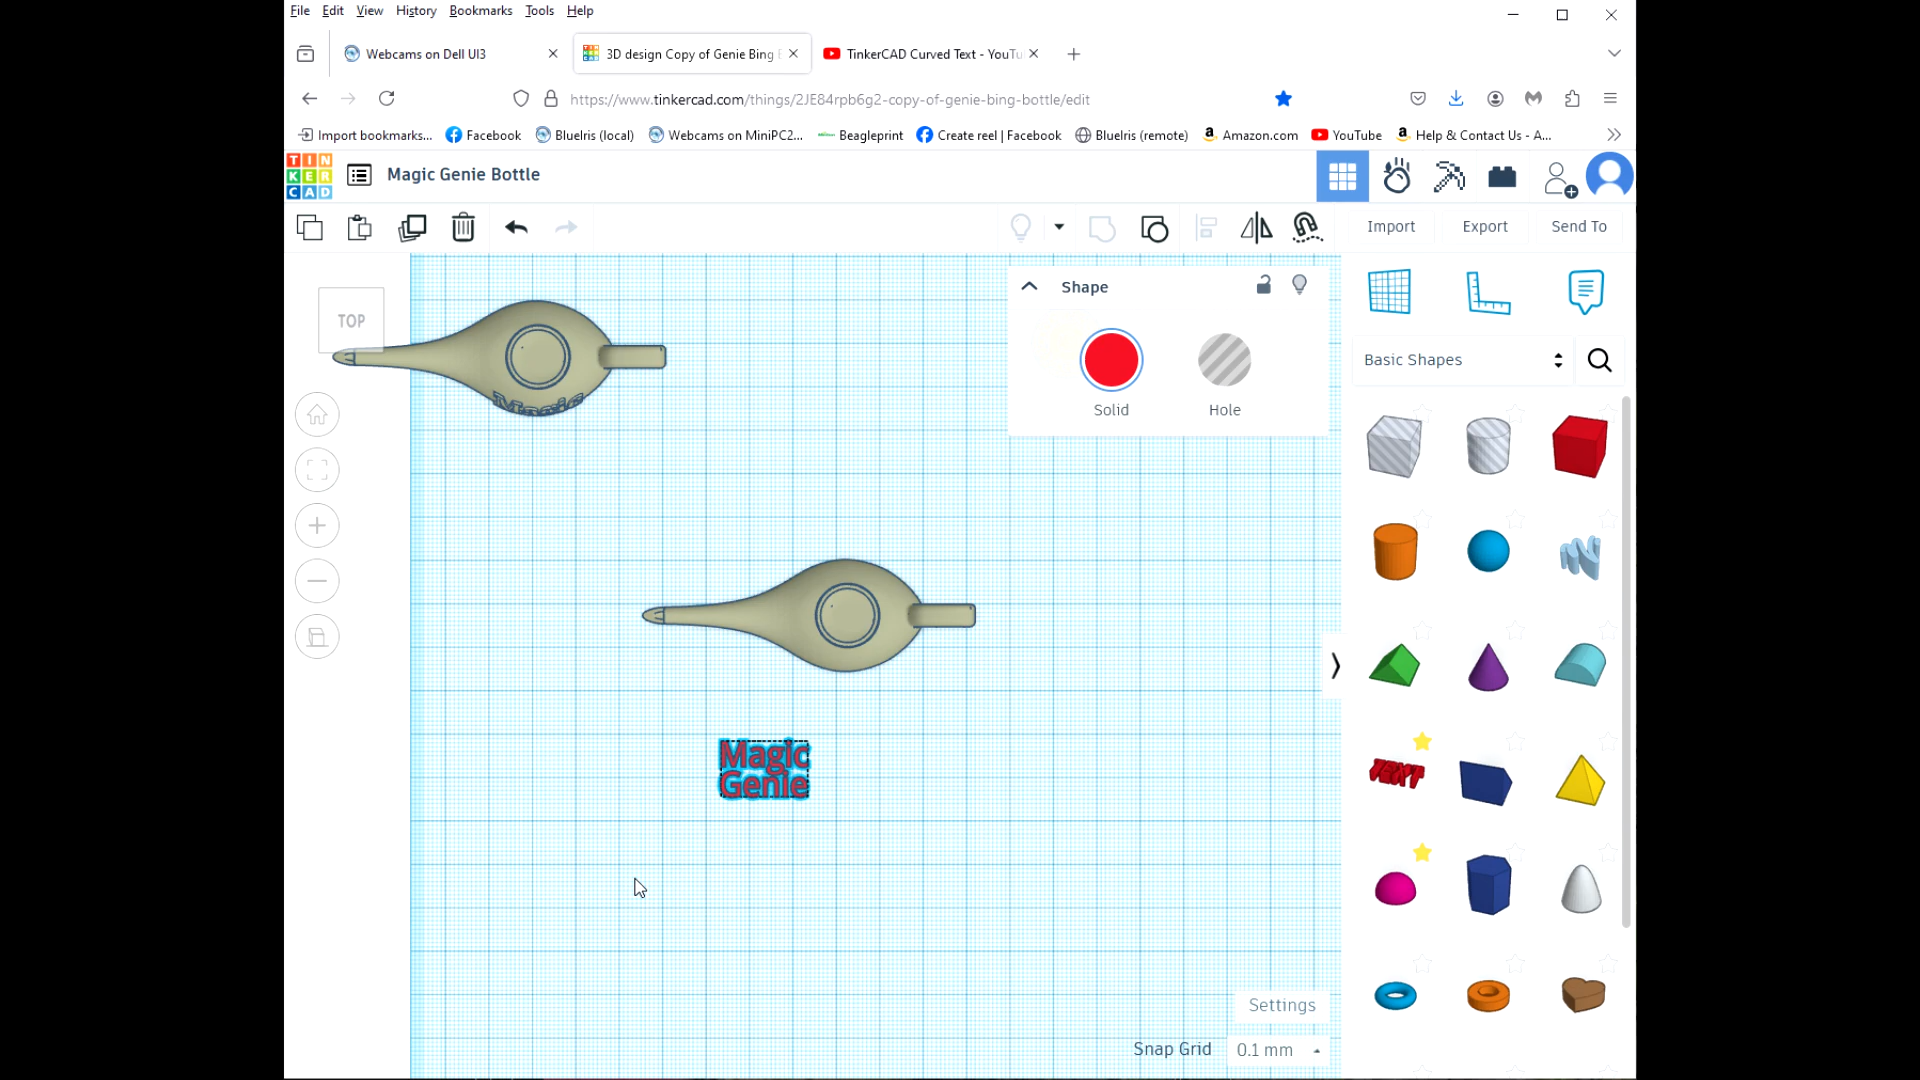 File Edit View History Bookmarks Tools Help
Webcams on Dell UI3
3D design Copy of Genie Bing
TinkerCAD Curved Text - YouTu
https://www.tinkercad.com/things/2JE84rpb6g2-copy-of-genie-bing-bottle/edit
Import bookmarks... Facebook BlueIris (local) Webcams on MiniPC2... Beagleprint Create reel | Facebook BlueIris (remote) Amazon.com YouTube Help & Contact Us - A...
TIN
KER
CAD
Magic Genie Bottle
Import Export Send To
TOP
Shape
Solid Hole
Basic Shapes
Magic
TEXT
Magic
Genie
Settings
Snap Grid 0.1 mm